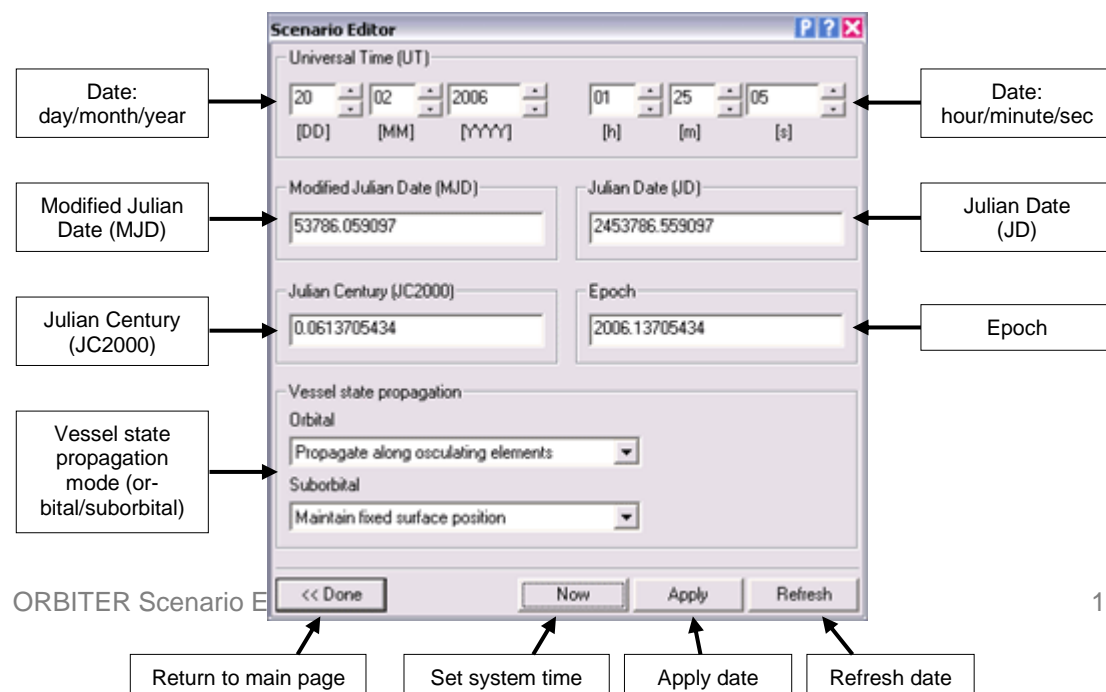 Scenario Editor
Universal Time (UT)
Date:
day/month/year
20 02 2006 01 25 05
[DD] [MM] [YYYY] [h] [m] [s]
Date:
hour/minute/sec
Modified Julian
Date (MJD)
Modified Julian Date (MJD)
53786.059097
Julian Date (JD)
2453786.559097
Julian Date
(JD)
Julian Century
(JC2000)
Julian Century (JC2000)
0.0613705434
Epoch
2006.13705434
Epoch
Vessel state
propagation
mode (or-
bital/suborbital)
Vessel state propagation
Orbital
Propagate along osculating elements
Suborbital
Maintain fixed surface position
ORBITER Scenario E
<< Done Now Apply Refresh
1
Return to main page
Set system time
Apply date
Refresh date